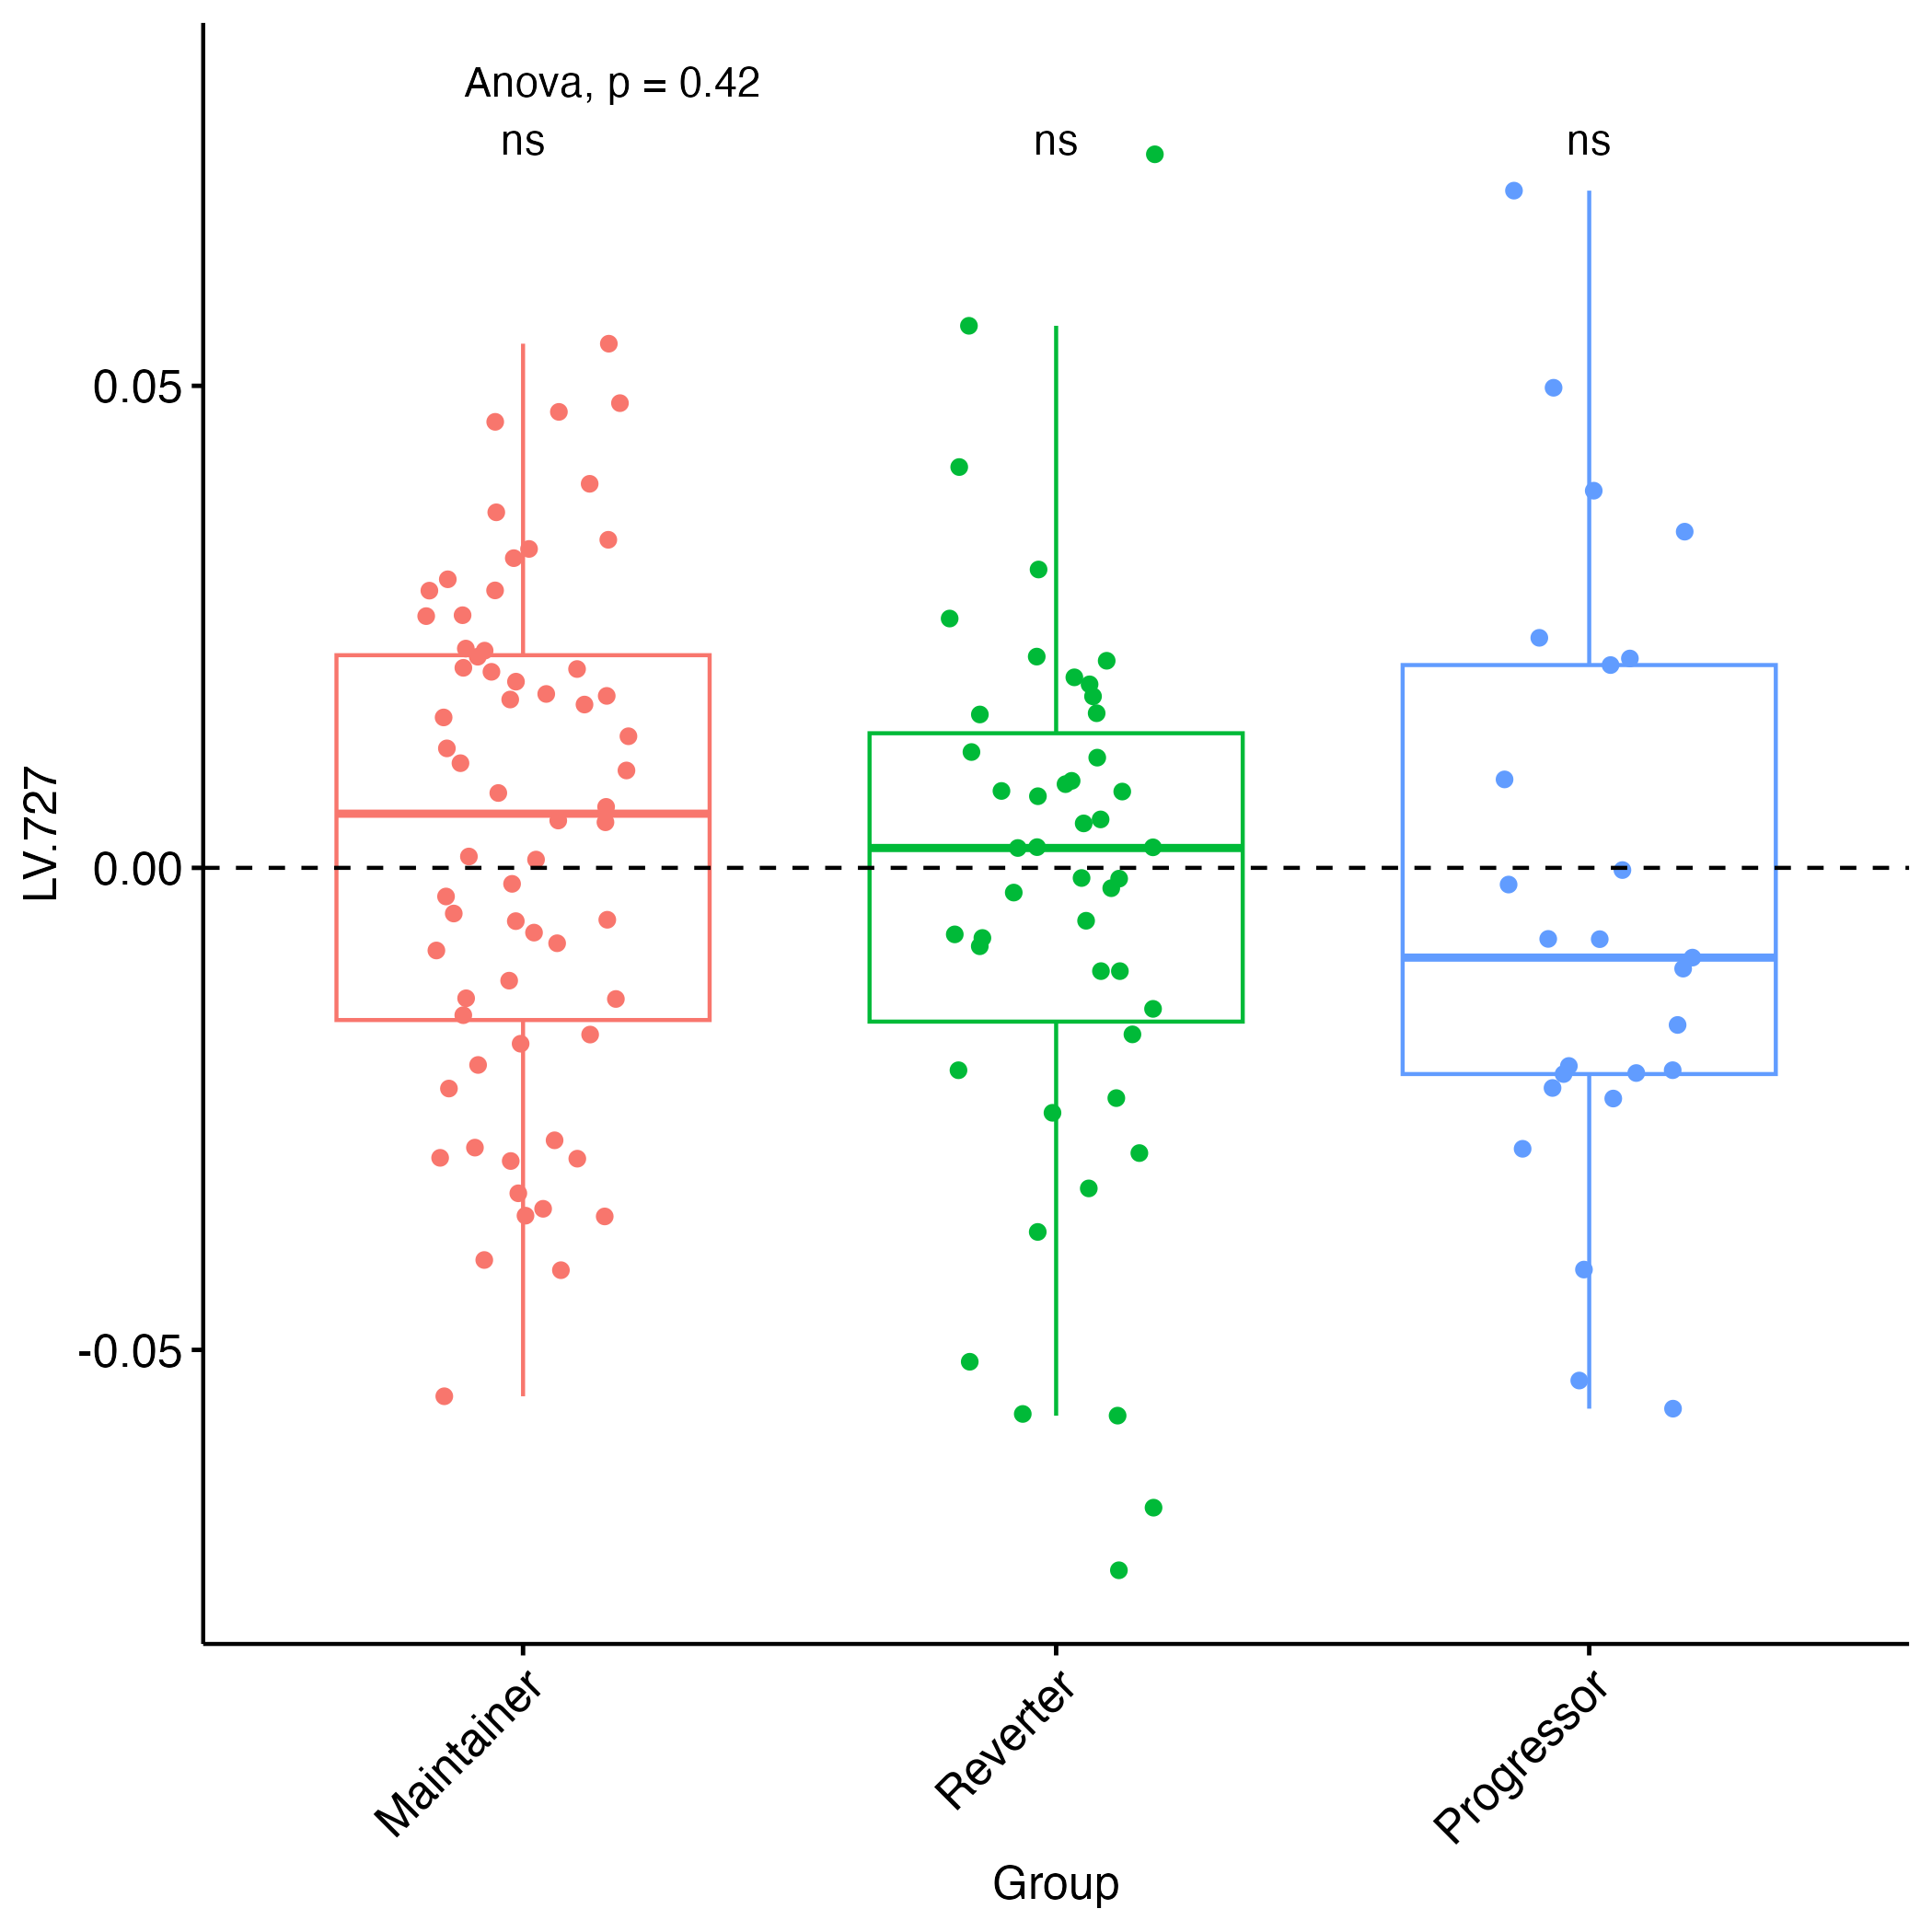 Anova, p = 0.42
ns ns ns
0.05
0.00
-0.05
LV.727
Maintainer Reverter Progressor
Group